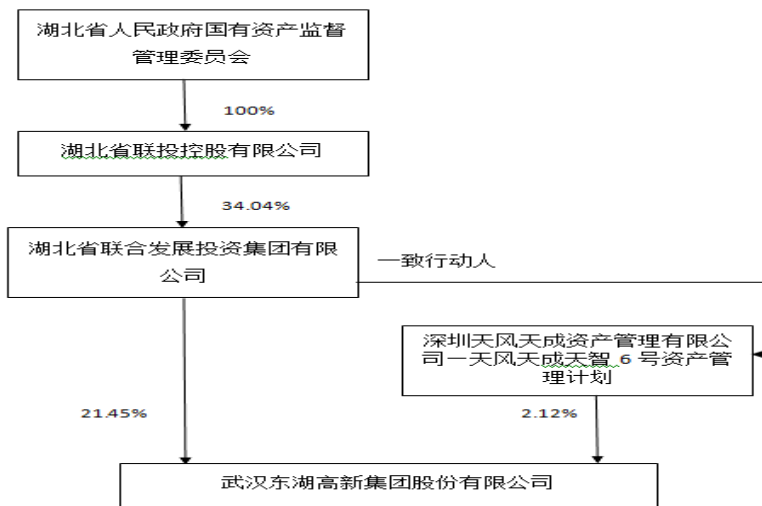 湖北省人民政府国有资产监督
管理委员会
100%
湖北省联投控股有限公司
34.04%
湖北省联合发展投资集团有限
公司
一致行动人
深圳天风天成资产管理有限公
司—天风天成天智 6 号资产管
理计划
21.45%
2.12%
武汉东湖高新集团股份有限公司